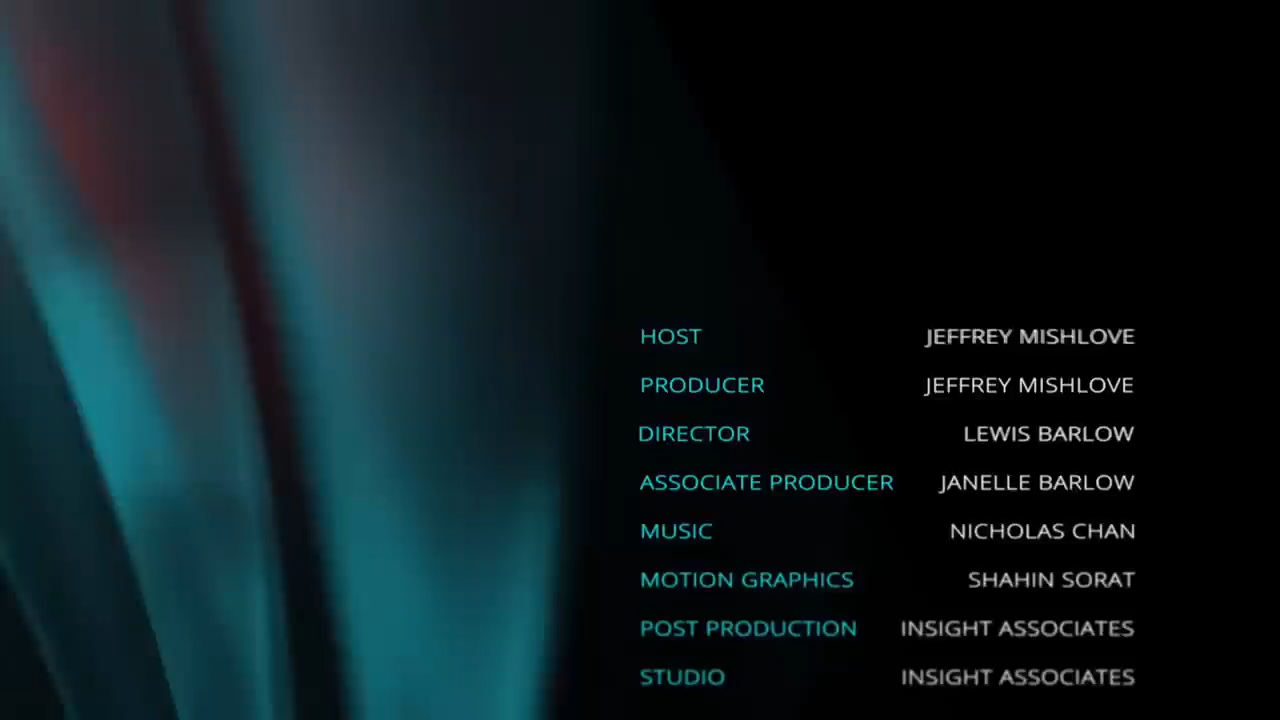 HOST JEFFREY MISHLOVE
PRODUCER JEFFREY MISHLOVE
DIRECTOR LEWIS BARLOW
ASSOCIATE PRODUCER JANELLE BARLOW
MUSIC NICHOLAS CHAN
MOTION GRAPHICS SHAHIN SORAT
POST PRODUCTION INSIGHT ASSOCIATES
STUDIO INSIGHT ASSOCIATES